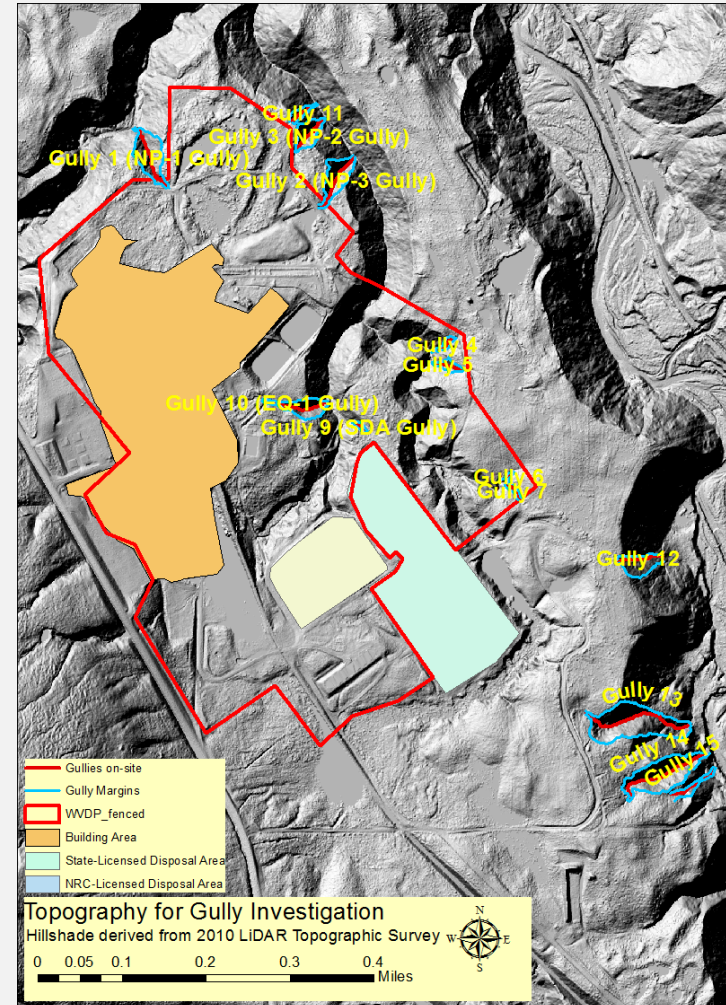 Gully 11
Gully 3 (NP-2 Gully)
Gully 1 (NP-1 Gully)
Gully 2 (NP-3 Gully)
Gully 4
Gully 5
Gully 10 (EQ-1 Gully)
Gully 9 (SDA Gully)
Gully 6
Gully 7
Gully 12
Gully 13
Gully 14
Gully 15
Gullies on-site
Gully Margins
WVDP_fenced
Building Area
State-Licensed Disposal Area
NRC-Licensed Disposal Area
Topography for Gully Investigation
Hillshade derived from 2010 LiDAR Topographic Survey
N
W E
S
0 0.05 0.1 0.2 0.3 0.4
Miles